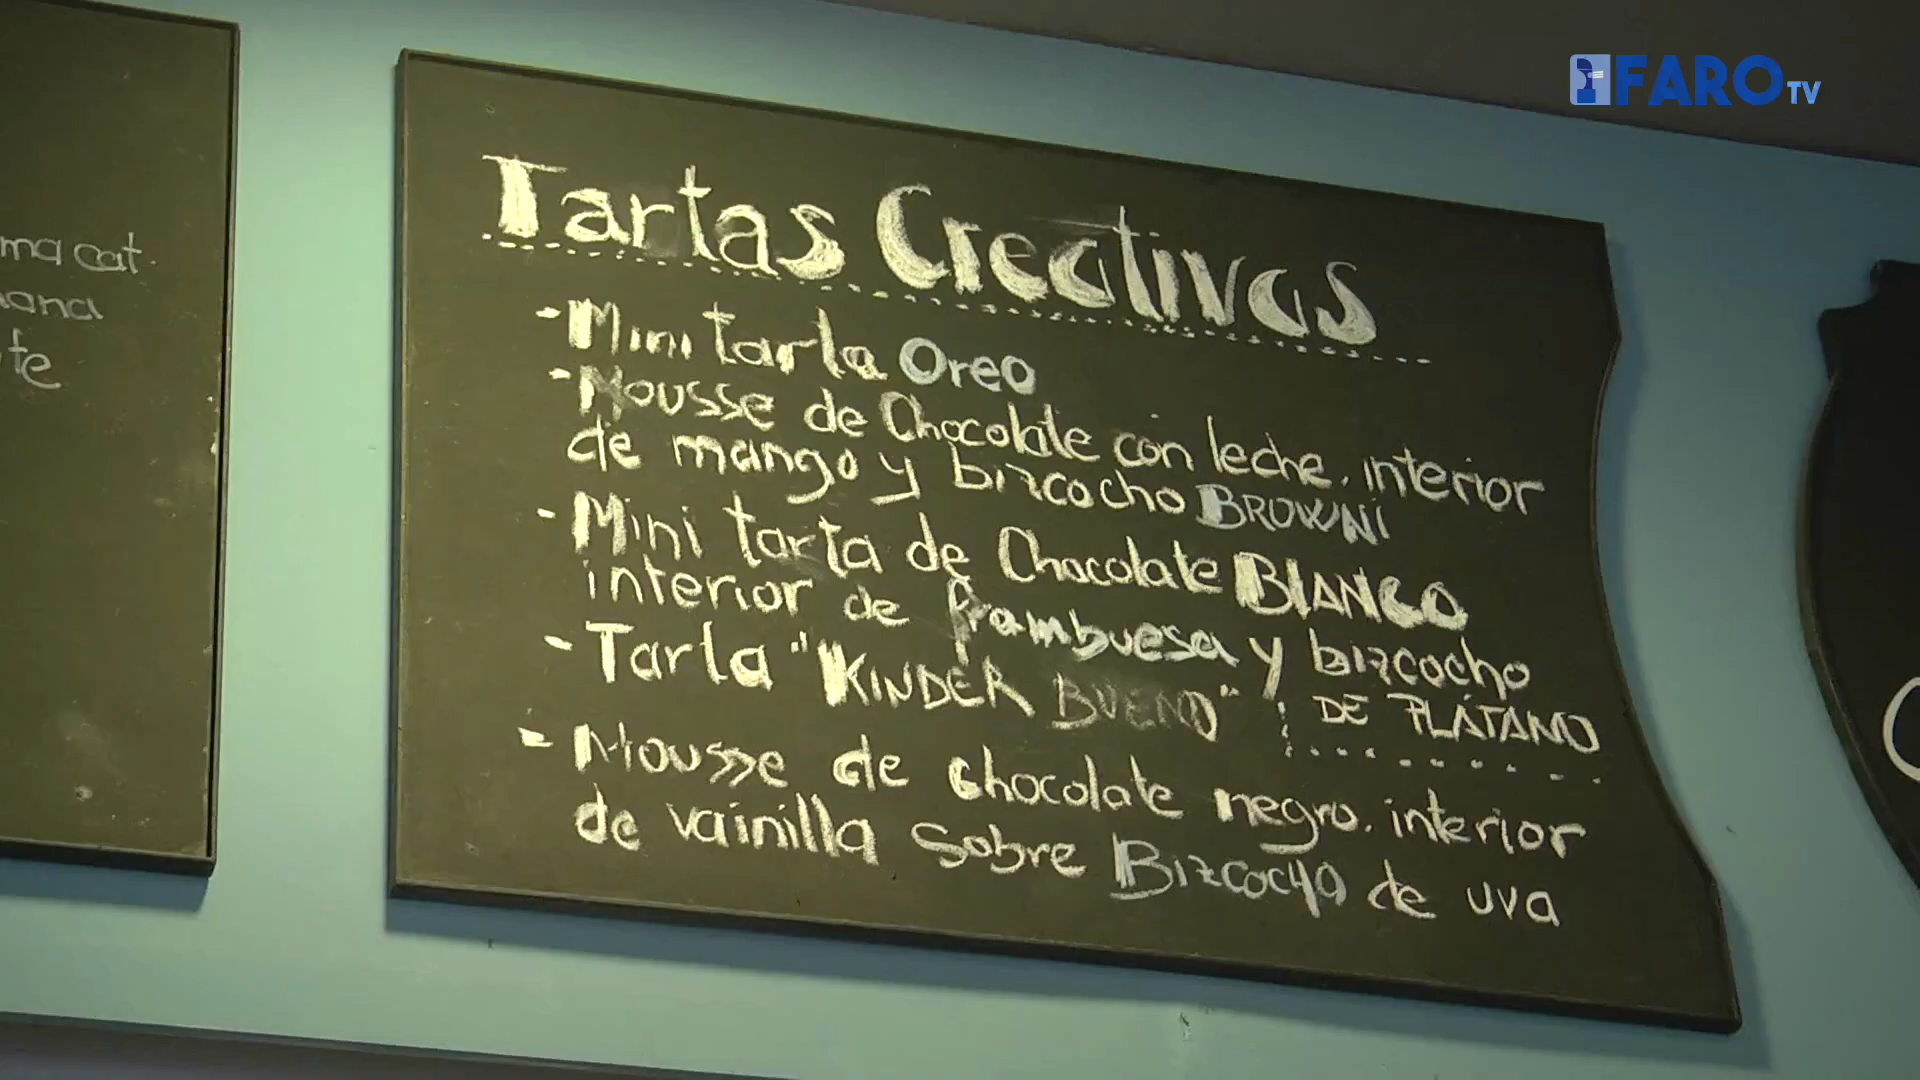 FARO TV
ma cat.
ana
te
Tartas Creativas
- Mini tarta Oreo
- Mousse de Chocolate con leche, interior
de mango y bizcocho BROWNI
- Mini tarta de Chocolate BLANCO
interior de frambuesa y bizcocho
DE PLÁTANO
- Tarta "KINDER BUENO"
- Mousse de chocolate negro, interior
de vainilla sobre BIZCOCHO de uva